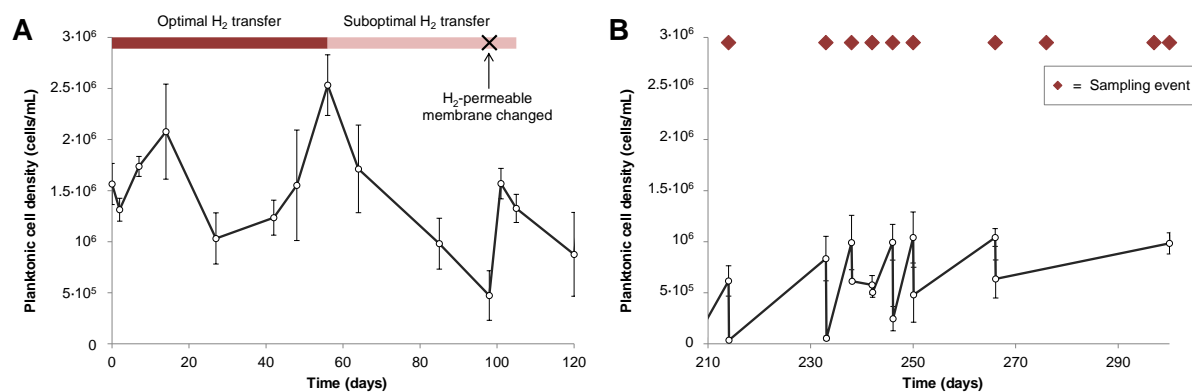 A
Optimal H₂ transfer
Suboptimal H₂ transfer
Planktonic cell density (cells/mL)
3·10⁶
2.5·10⁶
2·10⁶
1.5·10⁶
10⁶
5·10⁵
0
H₂-permeable
membrane changed
0 20 40 60 80 100 120
Time (days)
B
Planktonic cell density (cells/mL)
3·10⁶
2.5·10⁶
2·10⁶
1.5·10⁶
10⁶
5·10⁵
0
= Sampling event
210 230 250 270 290
Time (days)